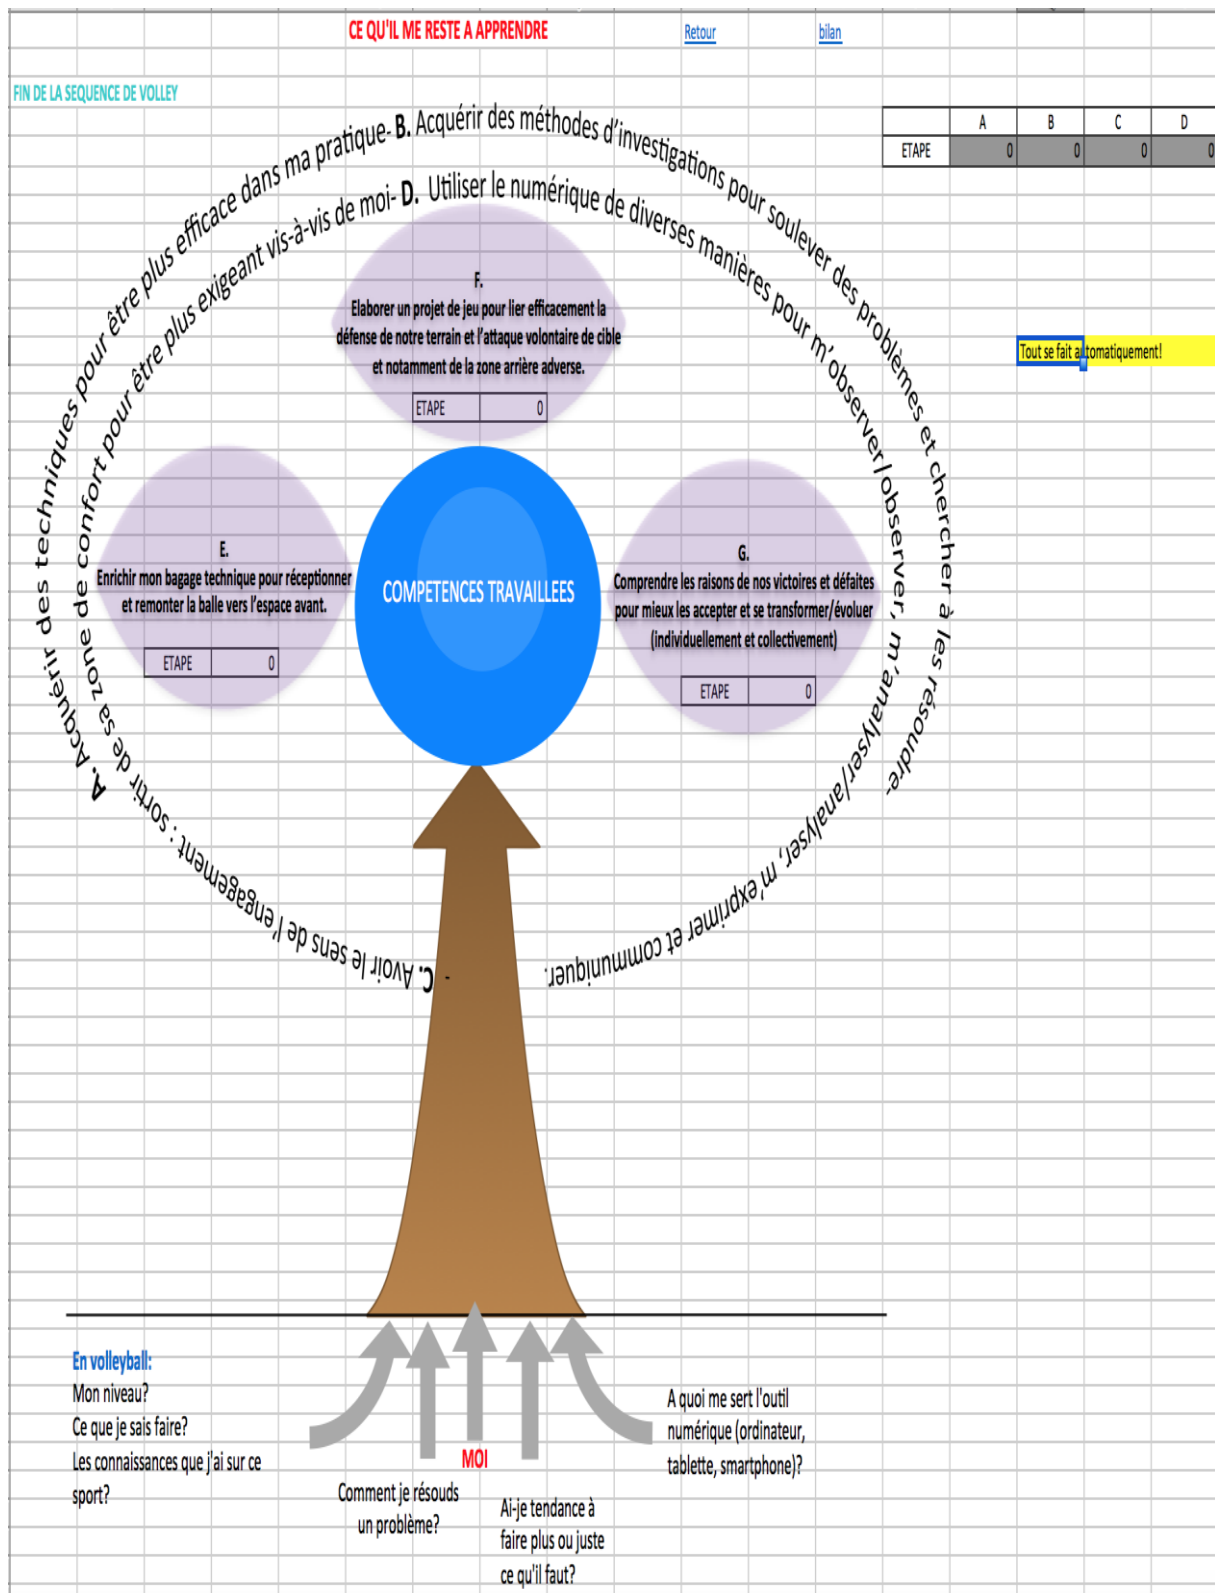 CE QU'IL ME RESTE A APPRENDRE
Retour
bilan
FIN DE LA SEQUENCE DE VOLLEY
A B C D
ETAPE 0 0 0 0
A. Acquérir des techniques pour être plus efficace dans ma pratique- B. Acquérir des méthodes d'investigations pour soulever des problèmes et chercher à les résoudre-
- C. Avoir le sens de l'engagement : sortir de sa zone de confort pour être plus exigeant vis-à-vis de moi- D. Utiliser le numérique de diverses manières pour m'observer/observer, m'analyser/analyser, m'exprimer et communiquer.
F.
Elaborer un projet de jeu pour lier efficacement la
défense de notre terrain et l'attaque volontaire de cible
et notamment de la zone arrière adverse.
ETAPE 0
Tout se fait automatiquement!
E.
Enrichir mon bagage technique pour réceptionner
et remonter la balle vers l'espace avant.
ETAPE 0
COMPETENCES TRAVAILLEES
G.
Comprendre les raisons de nos victoires et défaites
pour mieux les accepter et se transformer/évoluer
(individuellement et collectivement)
ETAPE 0
En volleyball:
Mon niveau?
Ce que je sais faire?
Les connaissances que j'ai sur ce
sport?
MOI
Comment je résouds
un problème?
Ai-je tendance à
faire plus ou juste
ce qu'il faut?
A quoi me sert l'outil
numérique (ordinateur,
tablette, smartphone)?